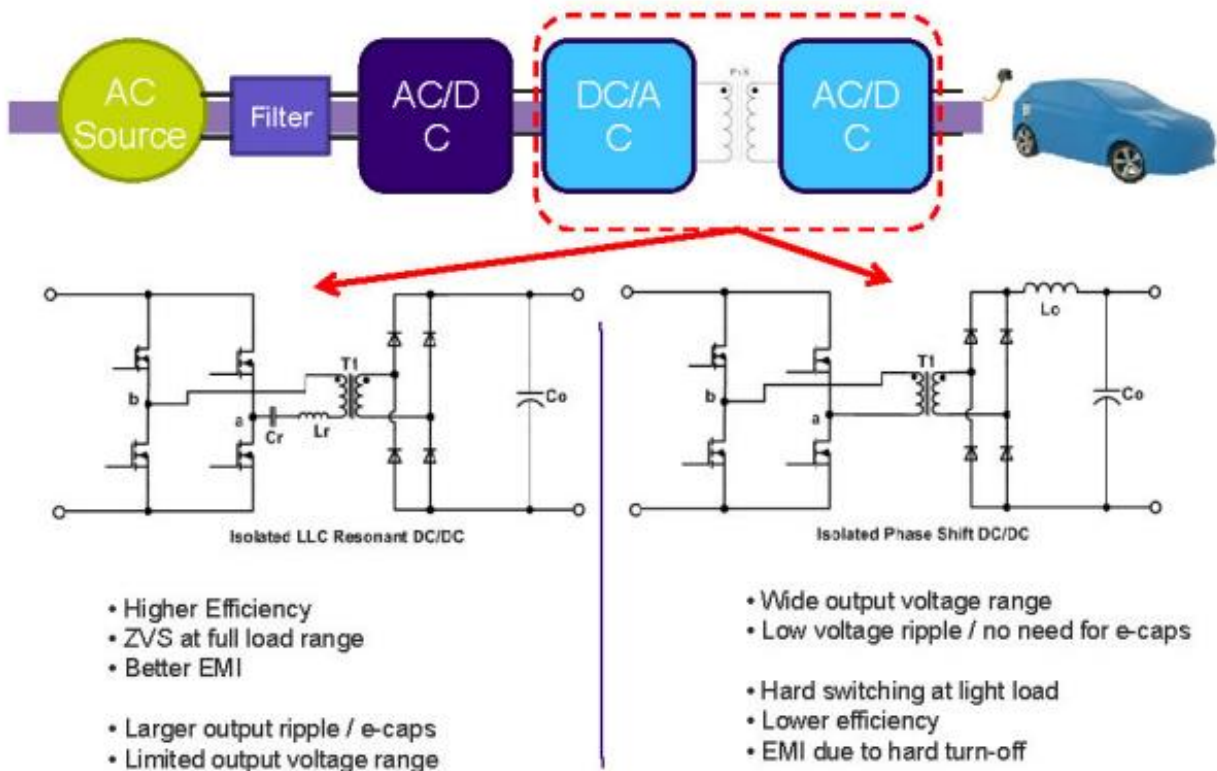 AC
Source
Filter
AC/D
C
DC/A
C
AC/D
C
b
a
Cr
Lr
T1
Co
Isolated LLC Resonant DC/DC
b
a
T1
Lo
Co
Isolated Phase Shift DC/DC
• Higher Efficiency
• ZVS at full load range
• Better EMI
• Larger output ripple / e-caps
• Limited output voltage range
• Wide output voltage range
• Low voltage ripple / no need for e-caps
• Hard switching at light load
• Lower efficiency
• EMI due to hard turn-off